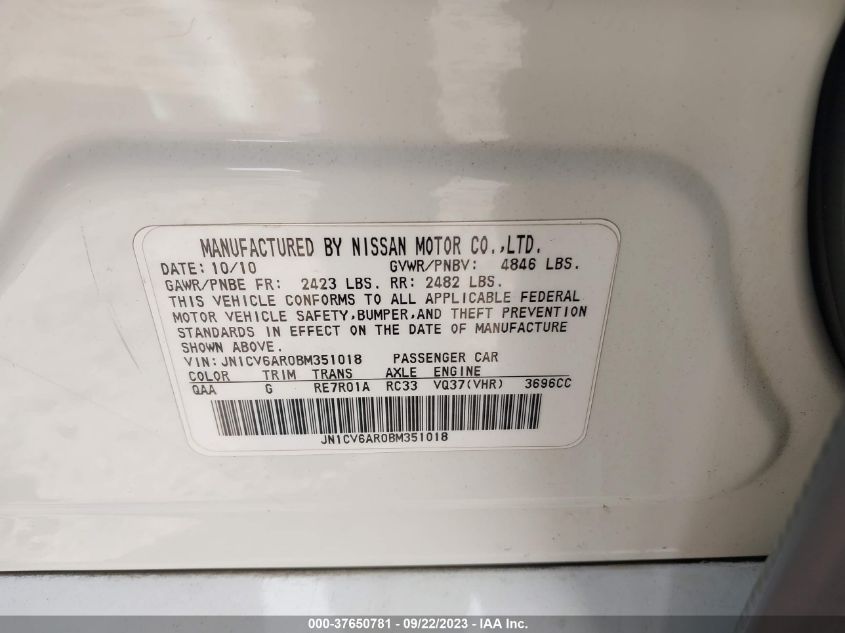 MANUFACTURED BY NISSAN MOTOR CO.,LTD.
DATE: 10/10 GVWR/PNBV: 4846 LBS.
GAWR/PNBE FR: 2423 LBS. RR: 2482 LBS.
THIS VEHICLE CONFORMS TO ALL APPLICABLE FEDERAL
MOTOR VEHICLE SAFETY,BUMPER,AND THEFT PREVENTION
STANDARDS IN EFFECT ON THE DATE OF MANUFACTURE
SHOWN ABOVE.
VIN: JN1CV6AR0BM351018 PASSENGER CAR
COLOR TRIM TRANS AXLE ENGINE
QAA G RE7R01A RC33 VQ37(VHR) 3696CC
JN1CV6AR0BM351018
000-37650781 - 09/22/2023 - IAA Inc.